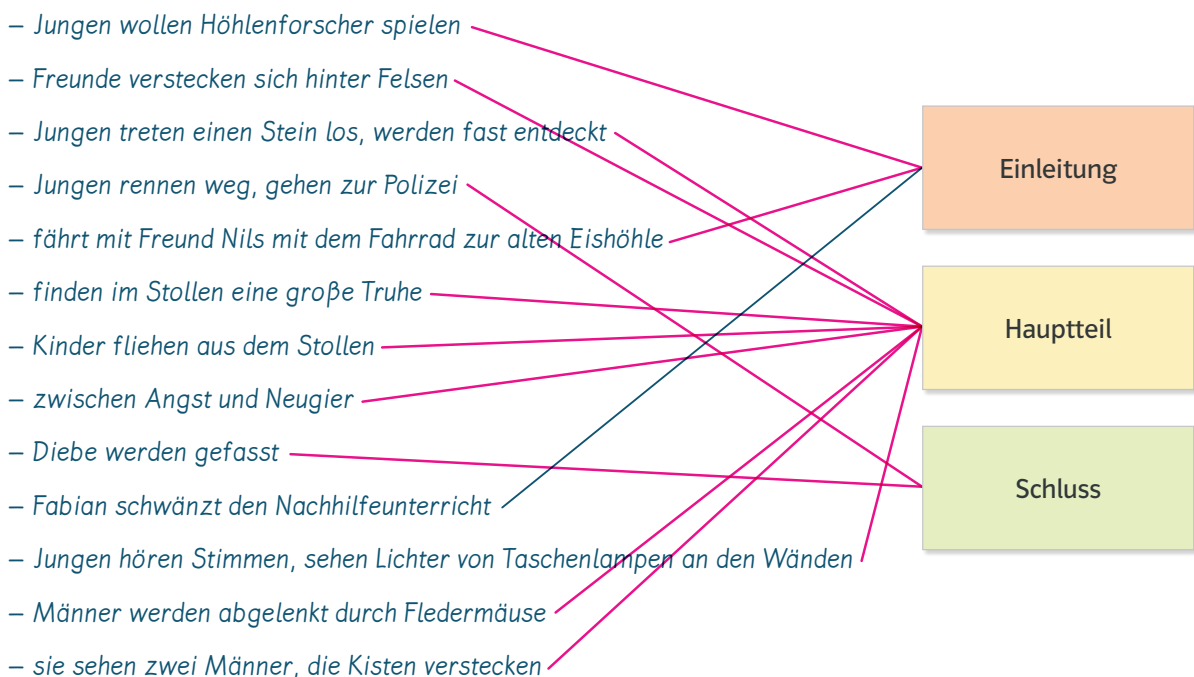 – Jungen wollen Höhlenforscher spielen
– Freunde verstecken sich hinter Felsen
– Jungen treten einen Stein los, werden fast entdeckt
– Jungen rennen weg, gehen zur Polizei
– fährt mit Freund Nils mit dem Fahrrad zur alten Eishöhle
– finden im Stollen eine große Truhe
– Kinder fliehen aus dem Stollen
– zwischen Angst und Neugier
– Diebe werden gefasst
– Fabian schwänzt den Nachhilfeunterricht
– Jungen hören Stimmen, sehen Lichter von Taschenlampen an den Wänden
– Männer werden abgelenkt durch Fledermäuse
– sie sehen zwei Männer, die Kisten verstecken
Einleitung
Hauptteil
Schluss